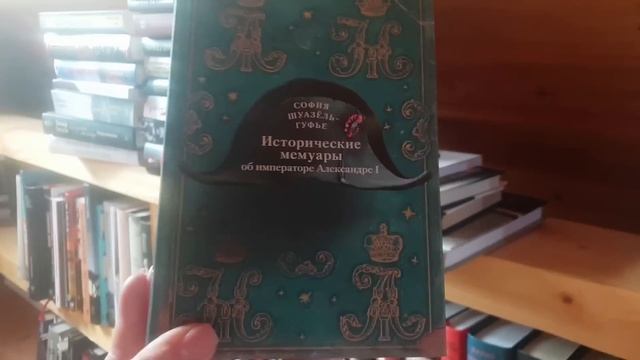 СОФИЯ
ШУАЗЁЛЬ-
ГУФЬЕ
Исторические
мемуары
об императоре Александре I